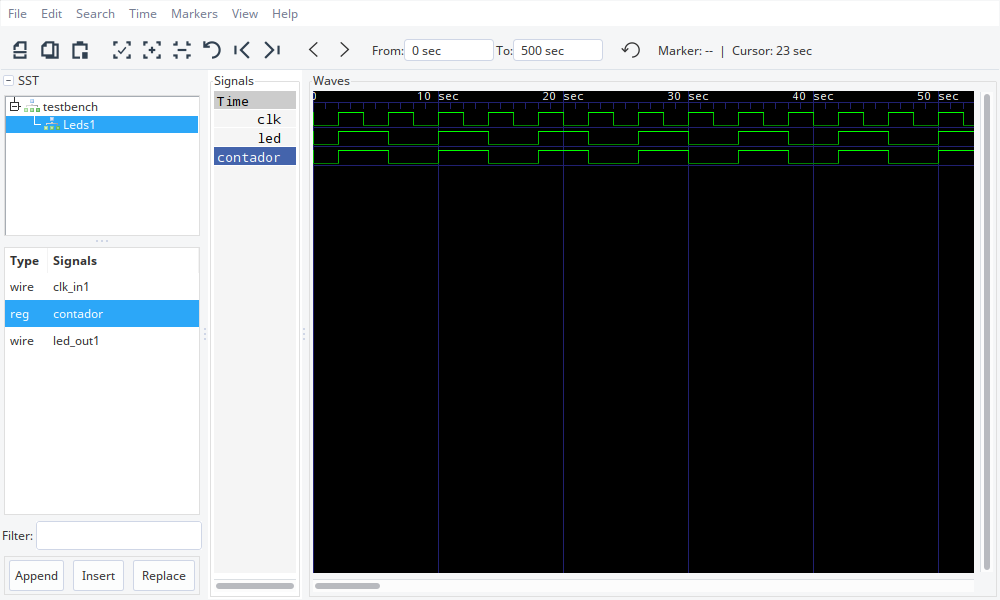 File Edit Search Time Markers View Help
From: 0 sec To: 500 sec Marker: -- | Cursor: 23 sec
SST
testbench
Leds1
Type Signals
wire clk_in1
reg contador
wire led_out1
Filter:
Append Insert Replace
Signals
Time
clk
led
contador
Waves
0 10 sec 20 sec 30 sec 40 sec 50 sec